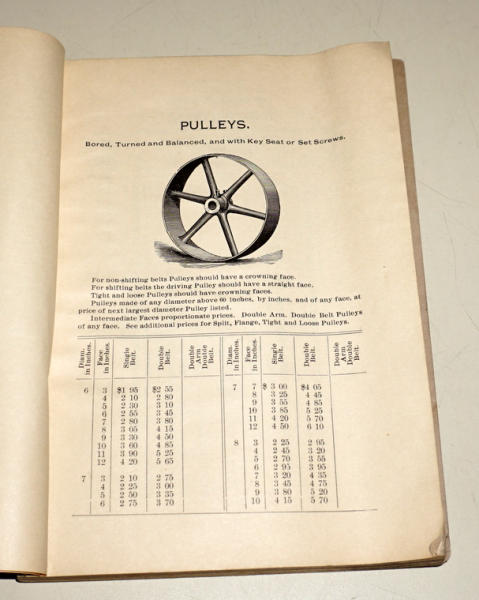 PULLEYS.
Bored, Turned and Balanced, and with Key Seat or Set Screws.
For non-shifting belts Pulleys should have a crowning face.
For shifting belts the driving Pulley should have a straight face.
Tight and loose Pulleys should have crowning faces.
Pulleys made of any diameter above 60 inches, by inches, and of any face, at
price of next largest diameter Pulley listed.
Intermediate Faces proportionate prices. Double Arm. Double Belt Pulleys
of any face. See additional prices for Split, Flange, Tight and Loose Pulleys.
Diam. in Inches. Face in Inches. Single Belt. Double Belt. Double Arm Double Belt. Diam. in Inches. Face in Inches. Single Belt. Double Belt. Double Arm Double Belt.
6 3 $1 95 $2 55 7 7 $ 3 00 $4 05
4 2 10 2 80 8 3 25 4 45
5 2 30 3 10 9 3 55 4 85
6 2 55 3 45 10 3 85 5 25
7 2 80 3 80 11 4 20 5 70
8 3 05 4 15 12 4 50 6 10
9 3 30 4 50 8 3 2 25 2 95
10 3 60 4 85 4 2 45 3 20
11 3 90 5 25 5 2 70 3 55
12 4 20 5 65 6 2 95 3 95
7 3 2 10 2 75 7 3 20 4 35
4 2 25 3 00 8 3 45 4 75
5 2 50 3 35 9 3 80 5 20
6 2 75 3 70 10 4 15 5 70